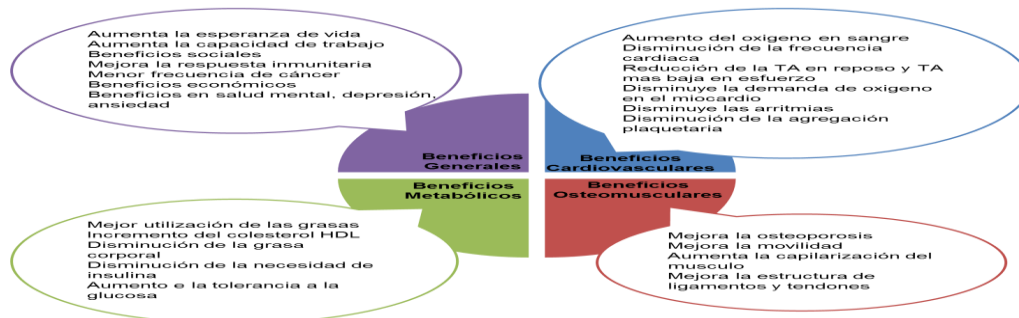 Aumenta la esperanza de vida
Aumenta la capacidad de trabajo
Beneficios sociales
Mejora la respuesta inmunitaria
Menor frecuencia de cáncer
Beneficios económicos
Beneficios en salud mental, depresión,
ansiedad
Aumento del oxigeno en sangre
Disminución de la frecuencia
cardiaca
Reducción de la TA en reposo y TA
mas baja en esfuerzo
Disminuye la demanda de oxigeno
en el miocardio
Disminuye las arritmias
Disminución de la agregación
plaquetaria
Beneficios
Generales
Beneficios
Cardiovasculares
Beneficios
Metabólicos
Beneficios
Osteomusculares
Mejor utilización de las grasas
Incremento del colesterol HDL
Disminución de la grasa
corporal
Disminución de la necesidad de
insulina
Aumento e la tolerancia a la
glucosa
Mejora la osteoporosis
Mejora la movilidad
Aumenta la capilarización del
musculo
Mejora la estructura de
ligamentos y tendones